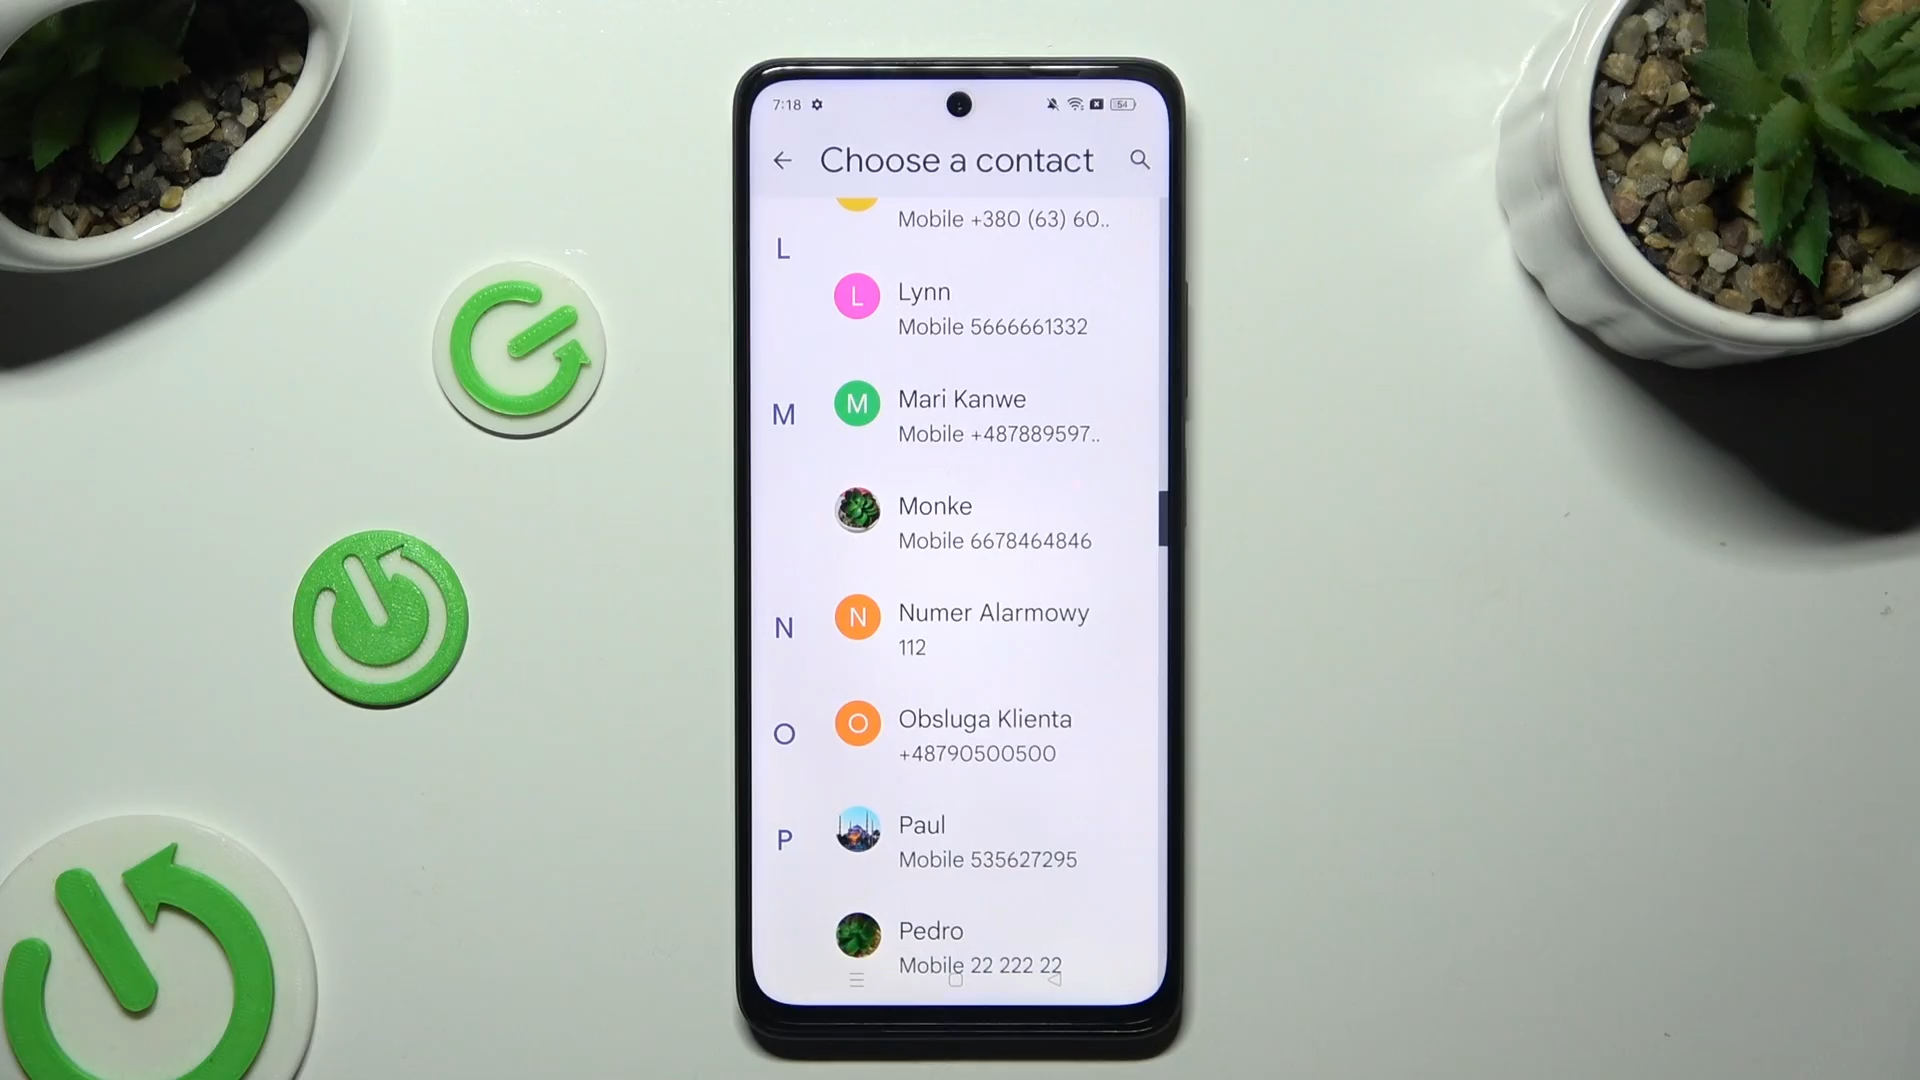 7:18 54
Choose a contact
Mobile +380 (63) 60..
L
L Lynn
Mobile 5666661332
M
M Mari Kanwe
Mobile +487889597..
Monke
Mobile 6678464846
N
N Numer Alarmowy
112
O
O Obsluga Klienta
+48790500500
P
Paul
Mobile 535627295
Pedro
Mobile 22 222 22